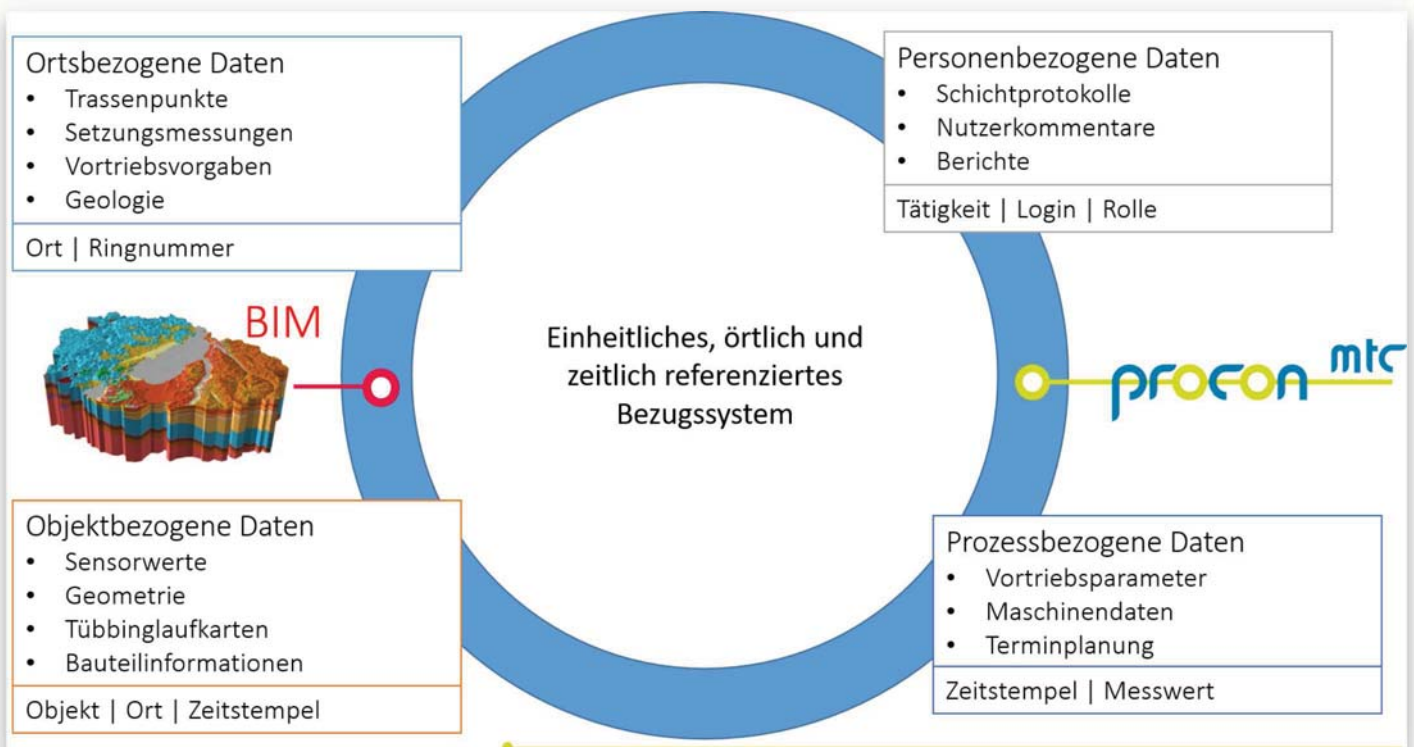 Ortsbezogene Daten
• Trassenpunkte
• Setzungsmessungen
• Vortriebsvorgaben
• Geologie
Ort | Ringnummer
Personenbezogene Daten
• Schichtprotokolle
• Nutzerkommentare
• Berichte
Tätigkeit | Login | Rolle
BIM
Einheitliches, örtlich und
zeitlich referenziertes
Bezugssystem
procon mtc
Objektbezogene Daten
• Sensorwerte
• Geometrie
• Tübbinglaufkarten
• Bauteilinformationen
Objekt | Ort | Zeitstempel
Prozessbezogene Daten
• Vortriebsparameter
• Maschinendaten
• Terminplanung
Zeitstempel | Messwert